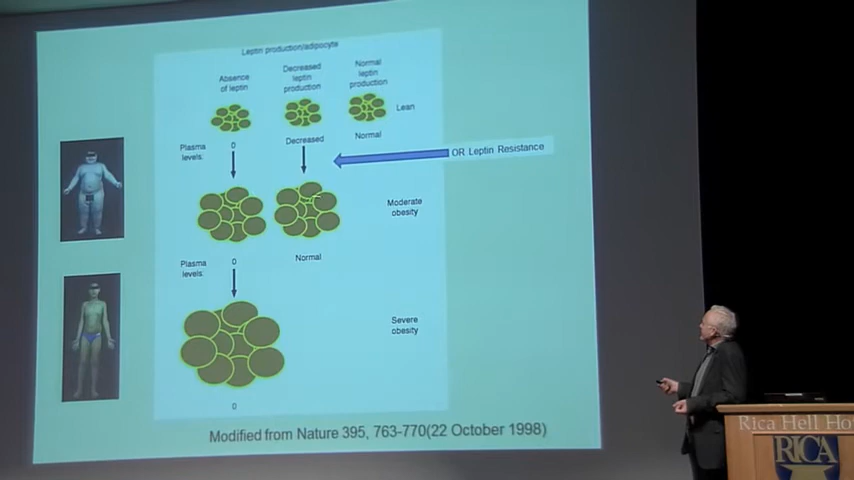 Leptin production/adipocyte
Absence
of leptin
Decreased
leptin
production
Normal
leptin
production
Lean
Plasma
levels:
0
Decreased
Normal
OR Leptin Resistance
Moderate
obesity
Plasma
levels:
0
Normal
Severe
obesity
0
Modified from Nature 395, 763-770(22 October 1998)
Rica Hell Ho
RICA